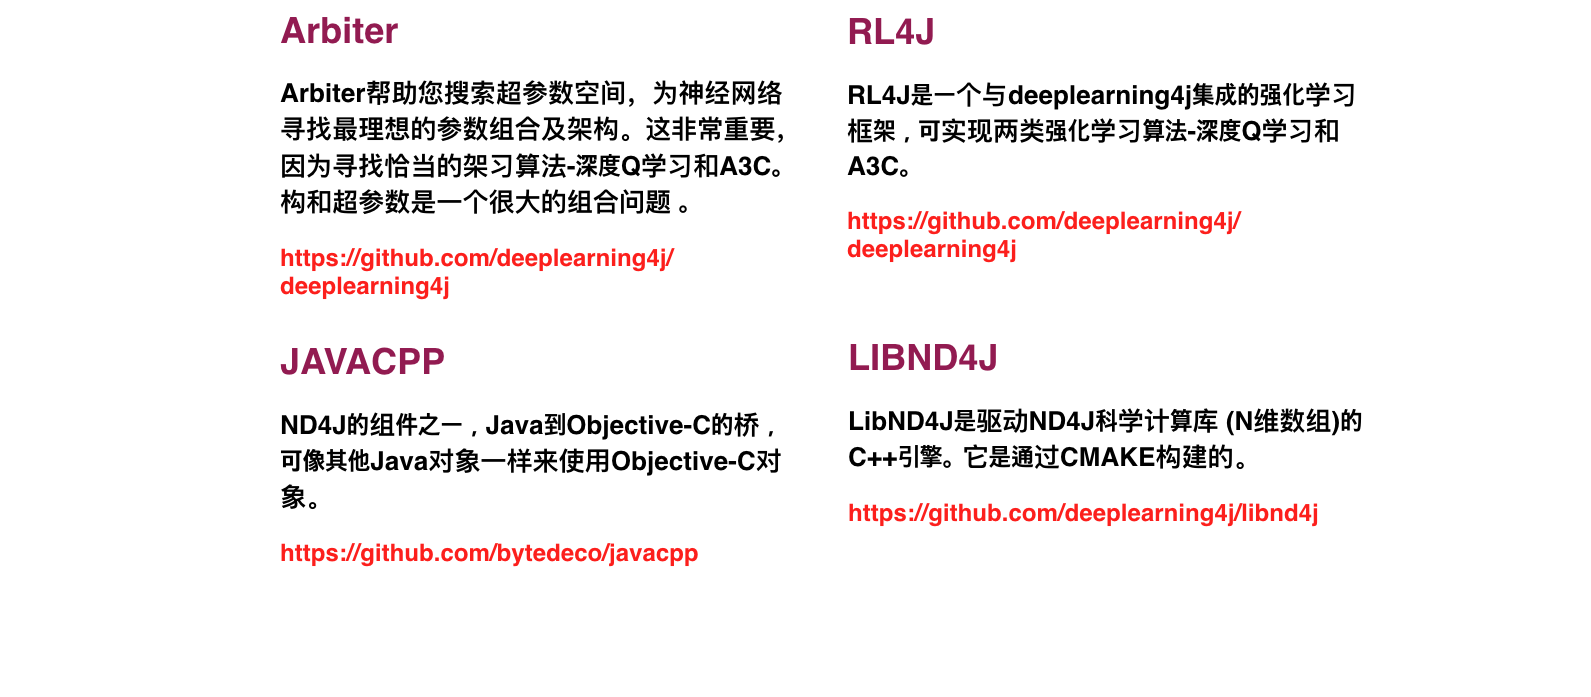 Arbiter
Arbiter帮助您搜索超参数空间，为神经网络
寻找最理想的参数组合及架构。这非常重要，
因为寻找恰当的架习算法-深度Q学习和A3C。
构和超参数是一个很大的组合问题 。
https://github.com/deeplearning4j/
deeplearning4j
RL4J
RL4J是一个与deeplearning4j集成的强化学习
框架，可实现两类强化学习算法-深度Q学习和
A3C。
https://github.com/deeplearning4j/
deeplearning4j
JAVACPP
ND4J的组件之一，Java到Objective-C的桥，
可像其他Java对象一样来使用Objective-C对
象。
https://github.com/bytedeco/javacpp
LIBND4J
LibND4J是驱动ND4J科学计算库 (N维数组)的
C++引擎。它是通过CMAKE构建的。
https://github.com/deeplearning4j/libnd4j